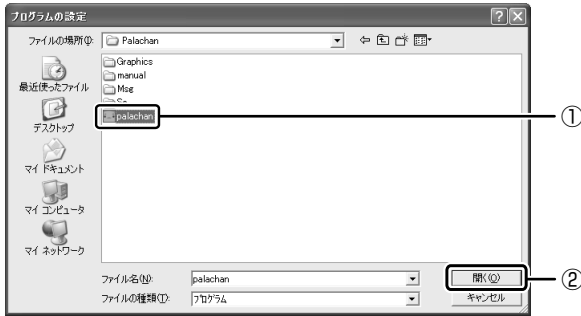 プログラムの設定
ファイルの場所(I):
Palachan
最近使ったファイル
デスクトップ
マイ ドキュメント
マイ コンピュータ
マイ ネットワーク
Graphics
manual
Msg
palachan
①
ファイル名(N):
palachan
開く(O)
②
ファイルの種類(T):
プログラム
キャンセル